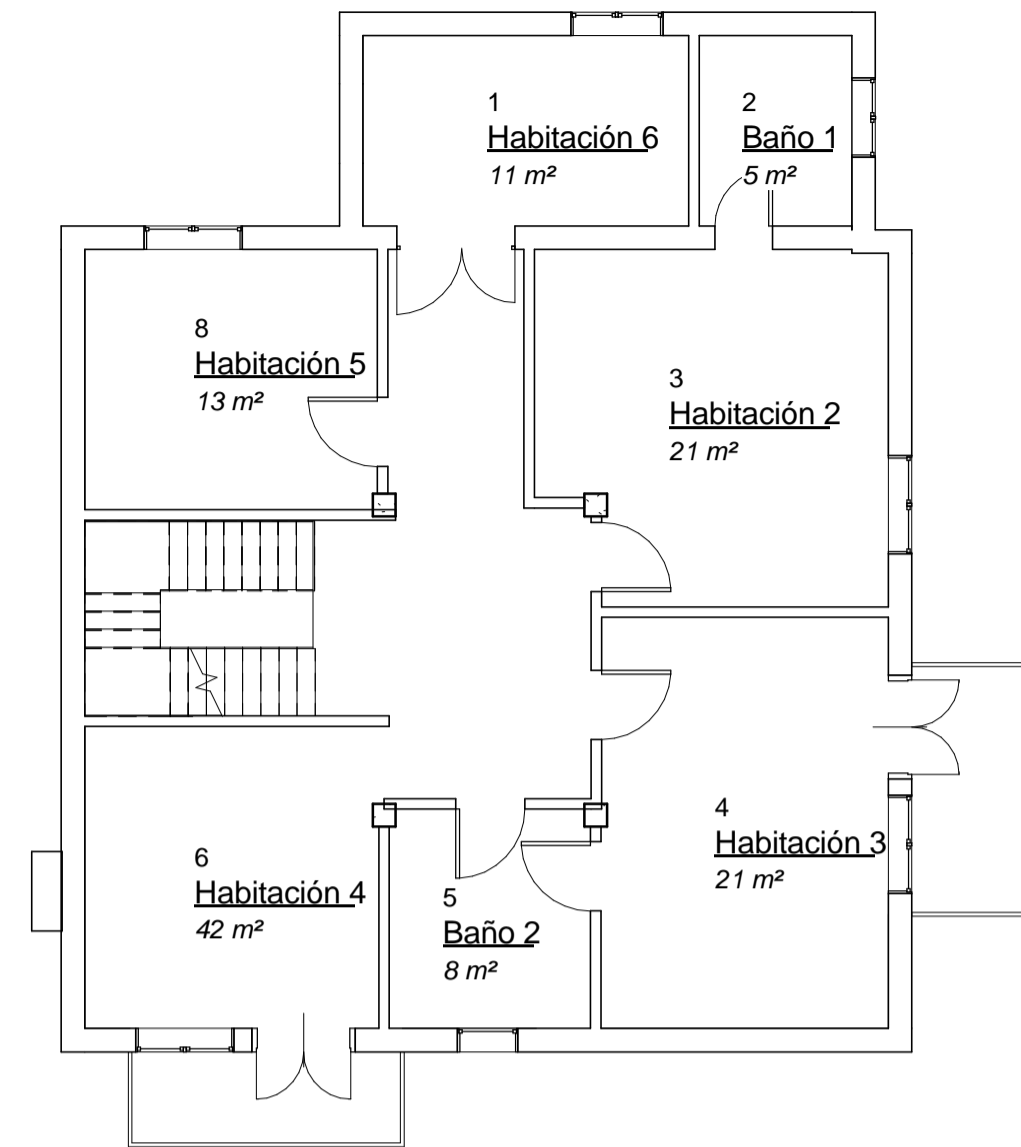 1
Habitación 6
11 m²
2
Baño 1
5 m²
8
Habitación 5
13 m²
3
Habitación 2
21 m²
4
Habitación 3
21 m²
6
Habitación 4
42 m²
5
Baño 2
8 m²